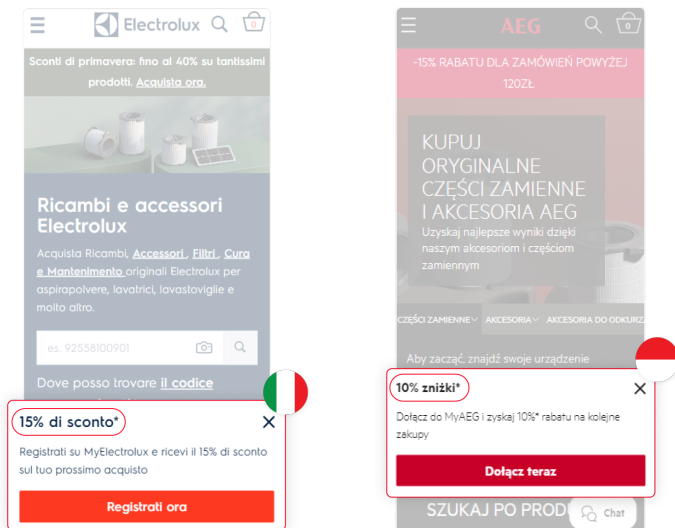 Electrolux
0
Sconti di primavera: fino al 40% su tantissimi
prodotti. Acquista ora.
Ricambi e accessori
Electrolux
Acquista Ricambi, Accessori, Filtri, Cura
e Mantenimento originali Electrolux per
aspirapolvere, lavatrici, lavastoviglie e
molto altro.
es. 92558100901
Dove posso trovare il codice
15% di sconto*
Registrati su MyElectrolux e ricevi il 15% di sconto
sul tuo prossimo acquisto
Registrati ora
AEG
0
-15% RABATU DLA ZAMÓWIEŃ POWYŻEJ
120ZŁ
KUPUJ
ORYGINALNE
CZĘŚCI ZAMIENNE
I AKCESORIA AEG
Uzyskaj najlepsze wyniki dzięki
naszym akcesoriom i częściom
zamiennym
CZĘŚCI ZAMIENNE AKCESORIA AKCESORIA DO ODKURZA
Aby zacząć, znajdź swoje urządzenie
10% zniżki*
Dołącz do MyAEG i zyskaj 10%* rabatu na kolejne
zakupy
Dołącz teraz
SZUKAJ PO PROD
Chat